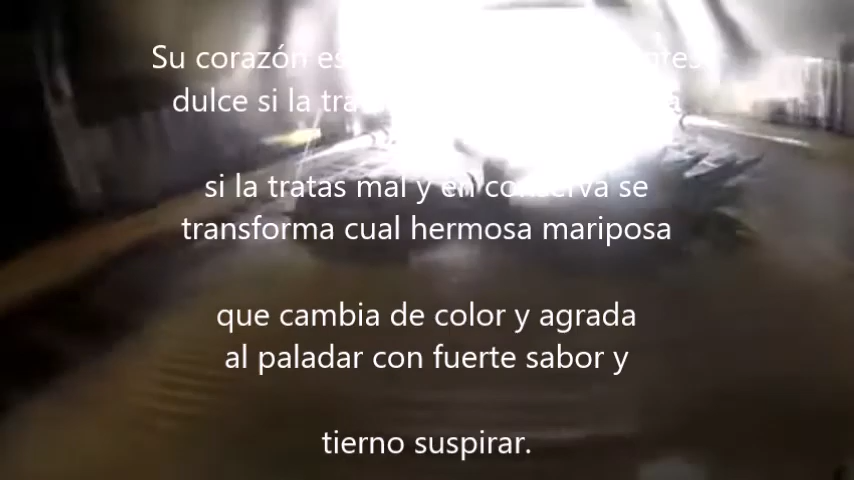 Su corazón
dulce si la
si la tratas mal y en conserva se
transforma cual hermosa mariposa
que cambia de color y agrada
al paladar con fuerte sabor y
tierno suspirar.